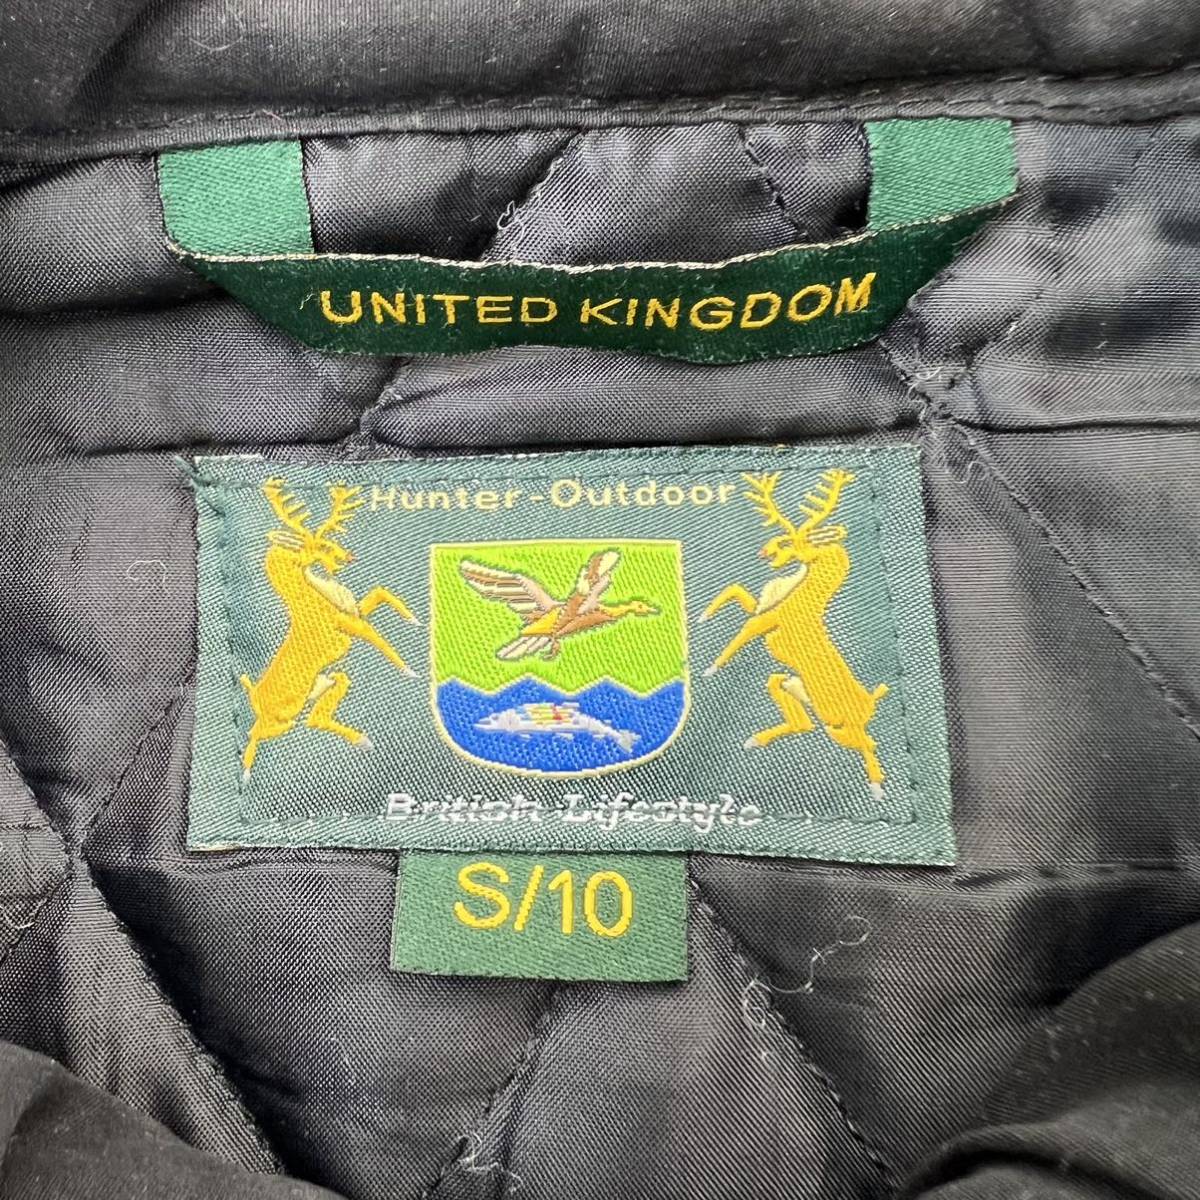 UNITED KINGDOM
Hunter-Outdoor
British Lifestyle
S/10